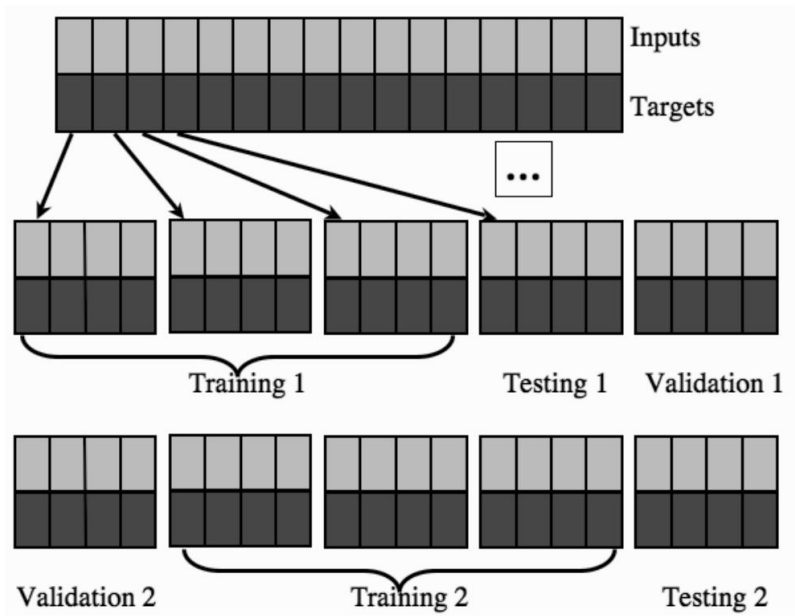 Inputs
Targets
...
Training 1
Testing 1
Validation 1
Validation 2
Training 2
Testing 2